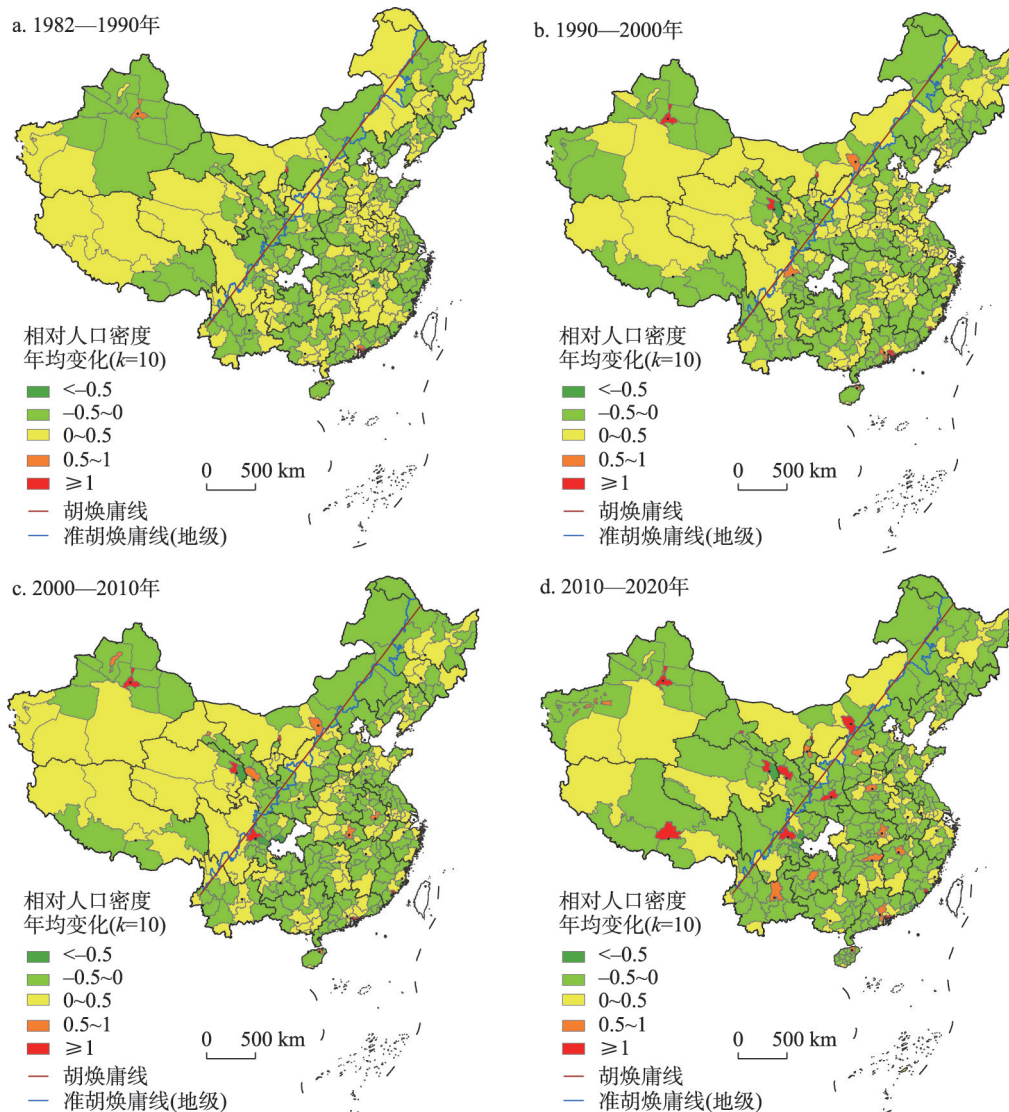 a. 1982—1990年
相对人口密度
年均变化(k=10)
<–0.5
–0.5~0
0~0.5
0.5~1
≥1
胡焕庸线
准胡焕庸线(地级)
0 500 km
b. 1990—2000年
相对人口密度
年均变化(k=10)
<–0.5
–0.5~0
0~0.5
0.5~1
≥1
胡焕庸线
准胡焕庸线(地级)
0 500 km
c. 2000—2010年
相对人口密度
年均变化(k=10)
<–0.5
–0.5~0
0~0.5
0.5~1
≥1
胡焕庸线
准胡焕庸线(地级)
0 500 km
d. 2010—2020年
相对人口密度
年均变化(k=10)
<–0.5
–0.5~0
0~0.5
0.5~1
≥1
胡焕庸线
准胡焕庸线(地级)
0 500 km